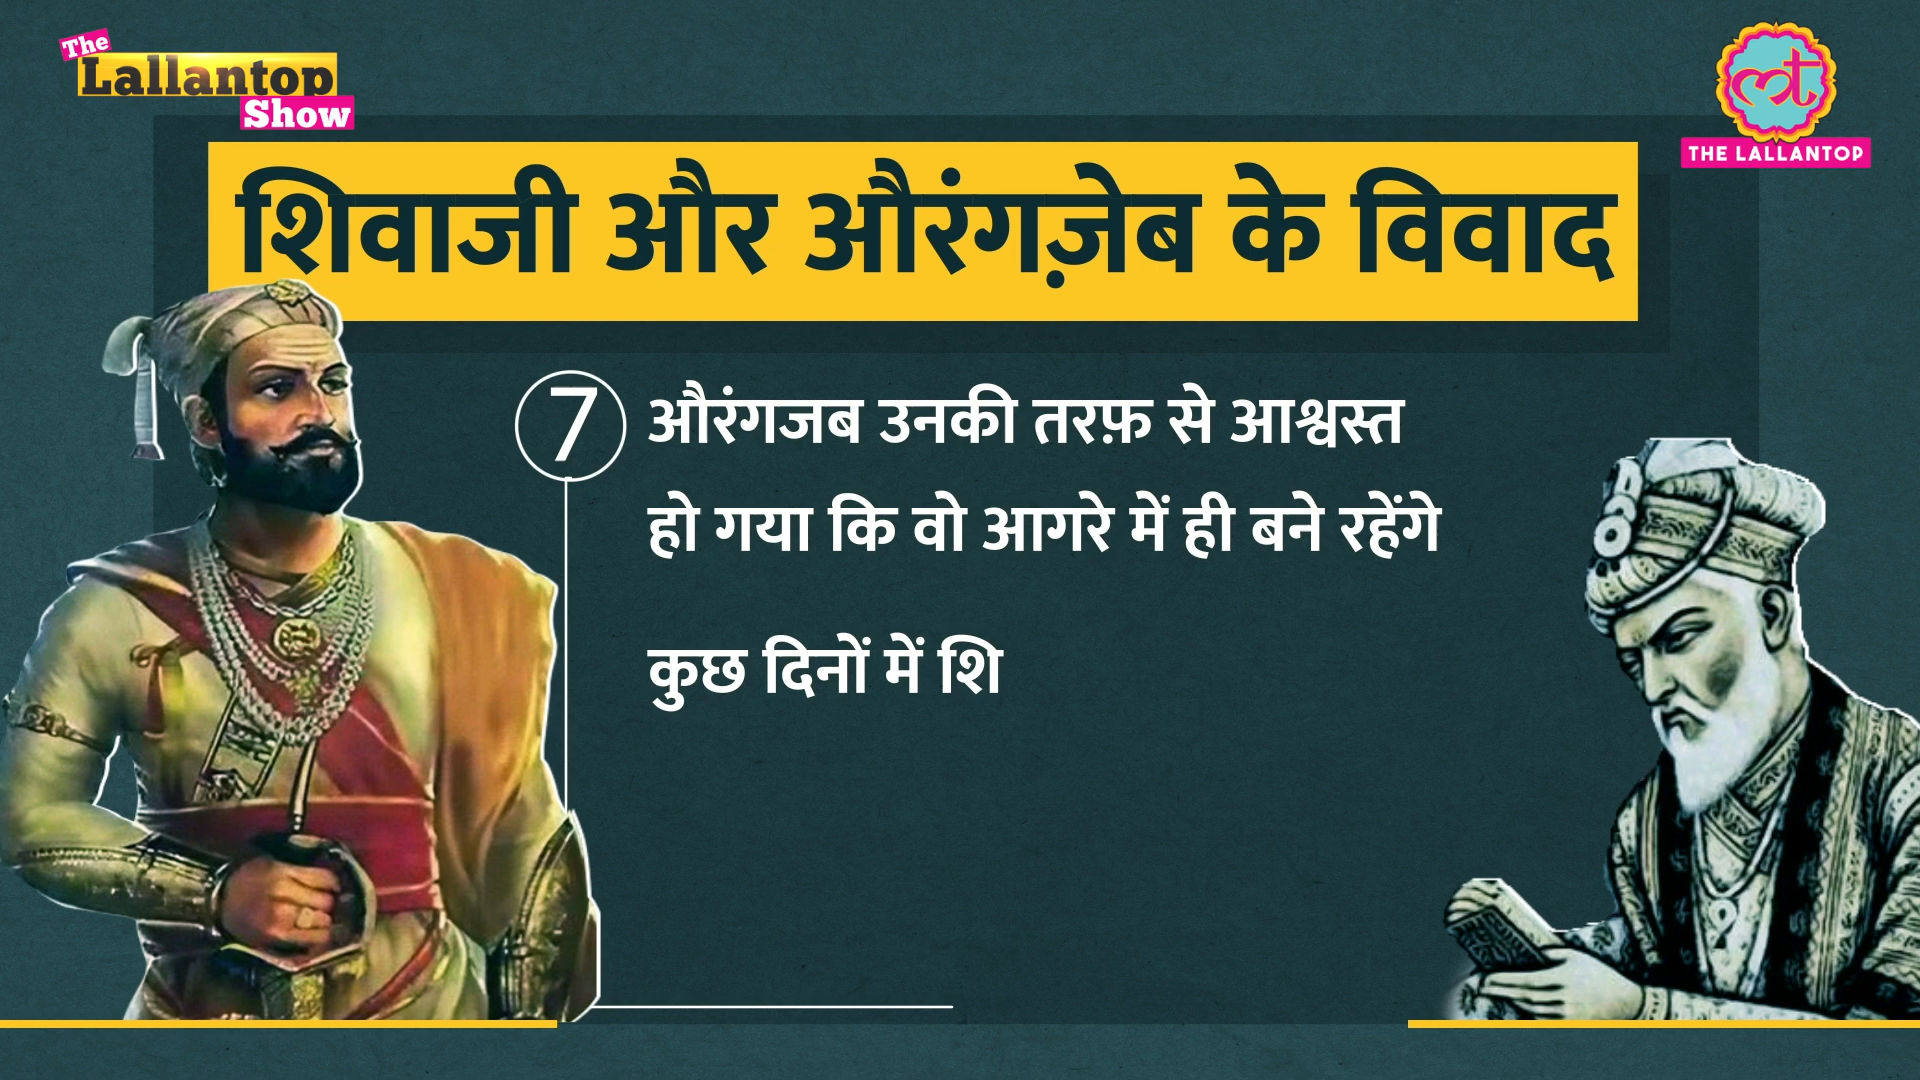 The
Lallantop
Show
THE LALLANTOP
शिवाजी और औरंगज़ेब के विवाद
7
औरंगजब उनकी तरफ़ से आश्वस्त
हो गया कि वो आगरे में ही बने रहेंगे
कुछ दिनों में शि